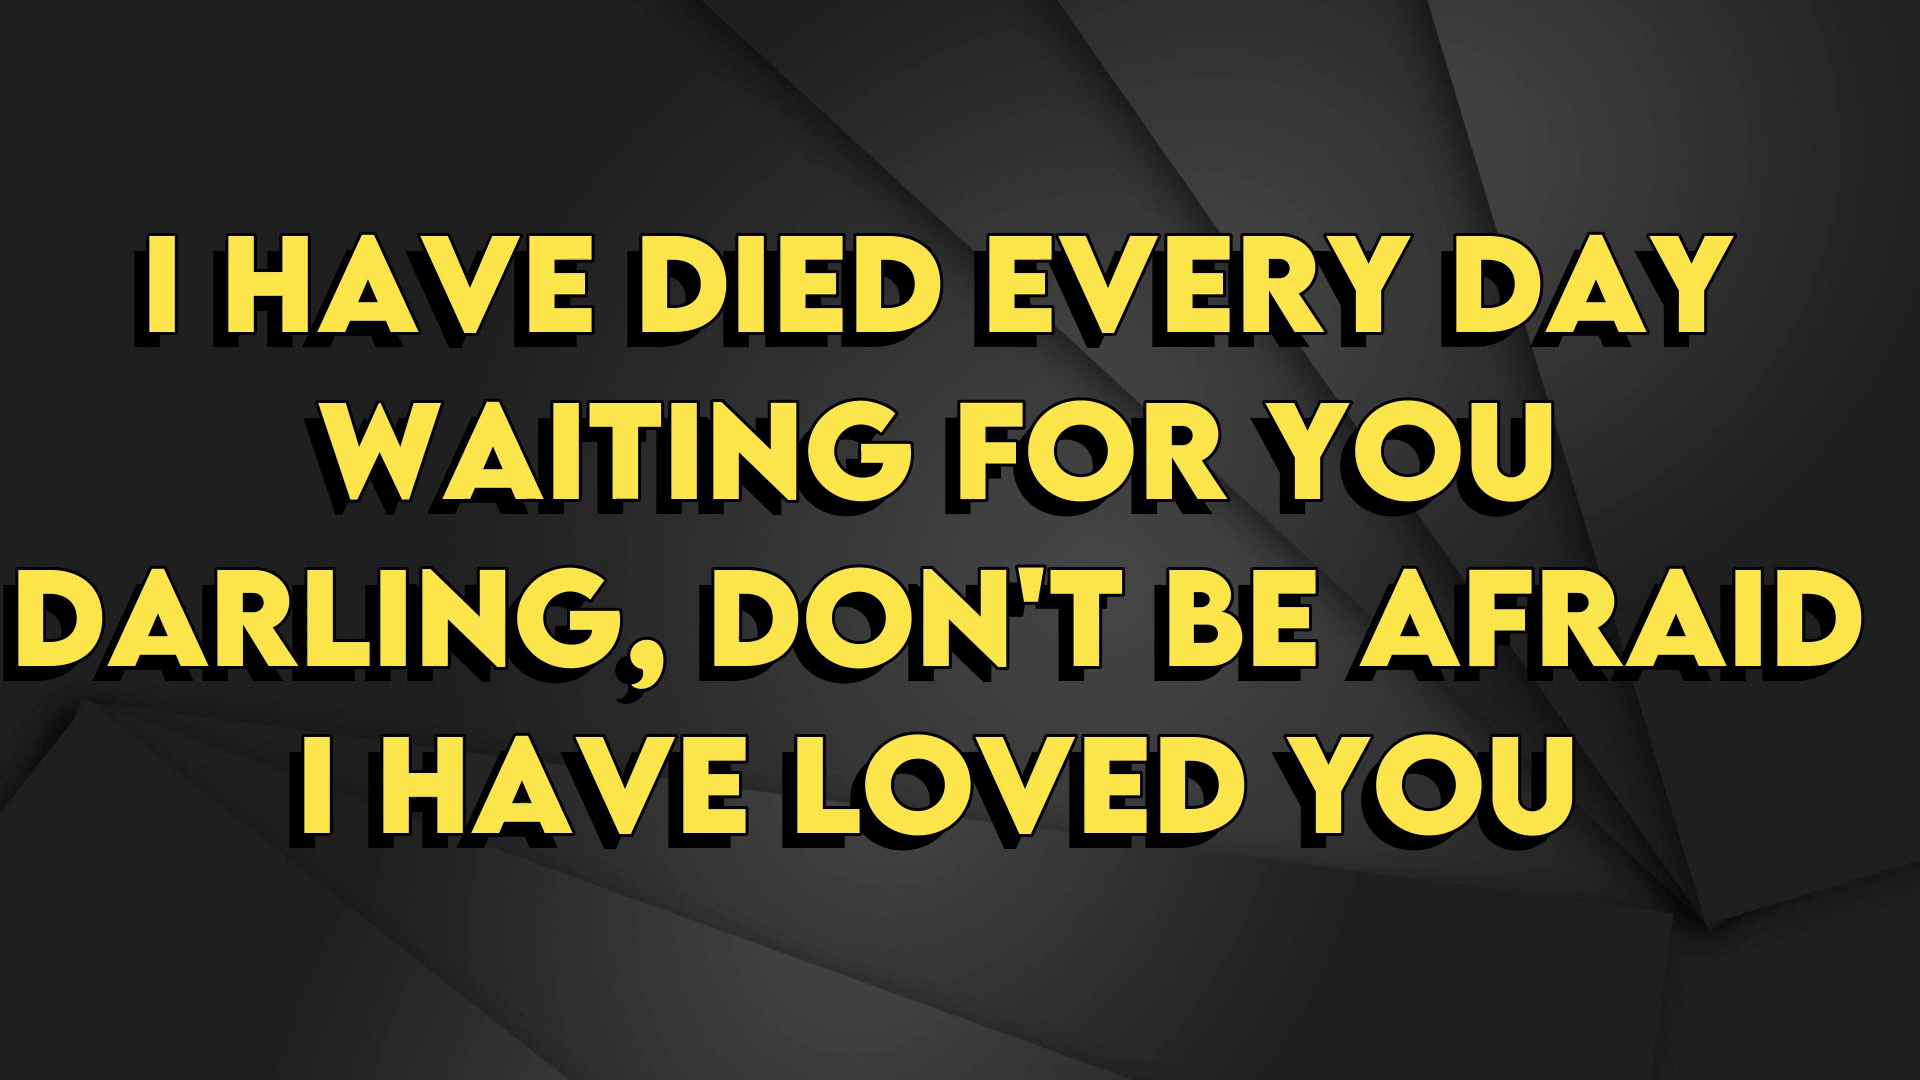 I HAVE DIED EVERY DAY
WAITING FOR YOU
DARLING, DON'T BE AFRAID
I HAVE LOVED YOU